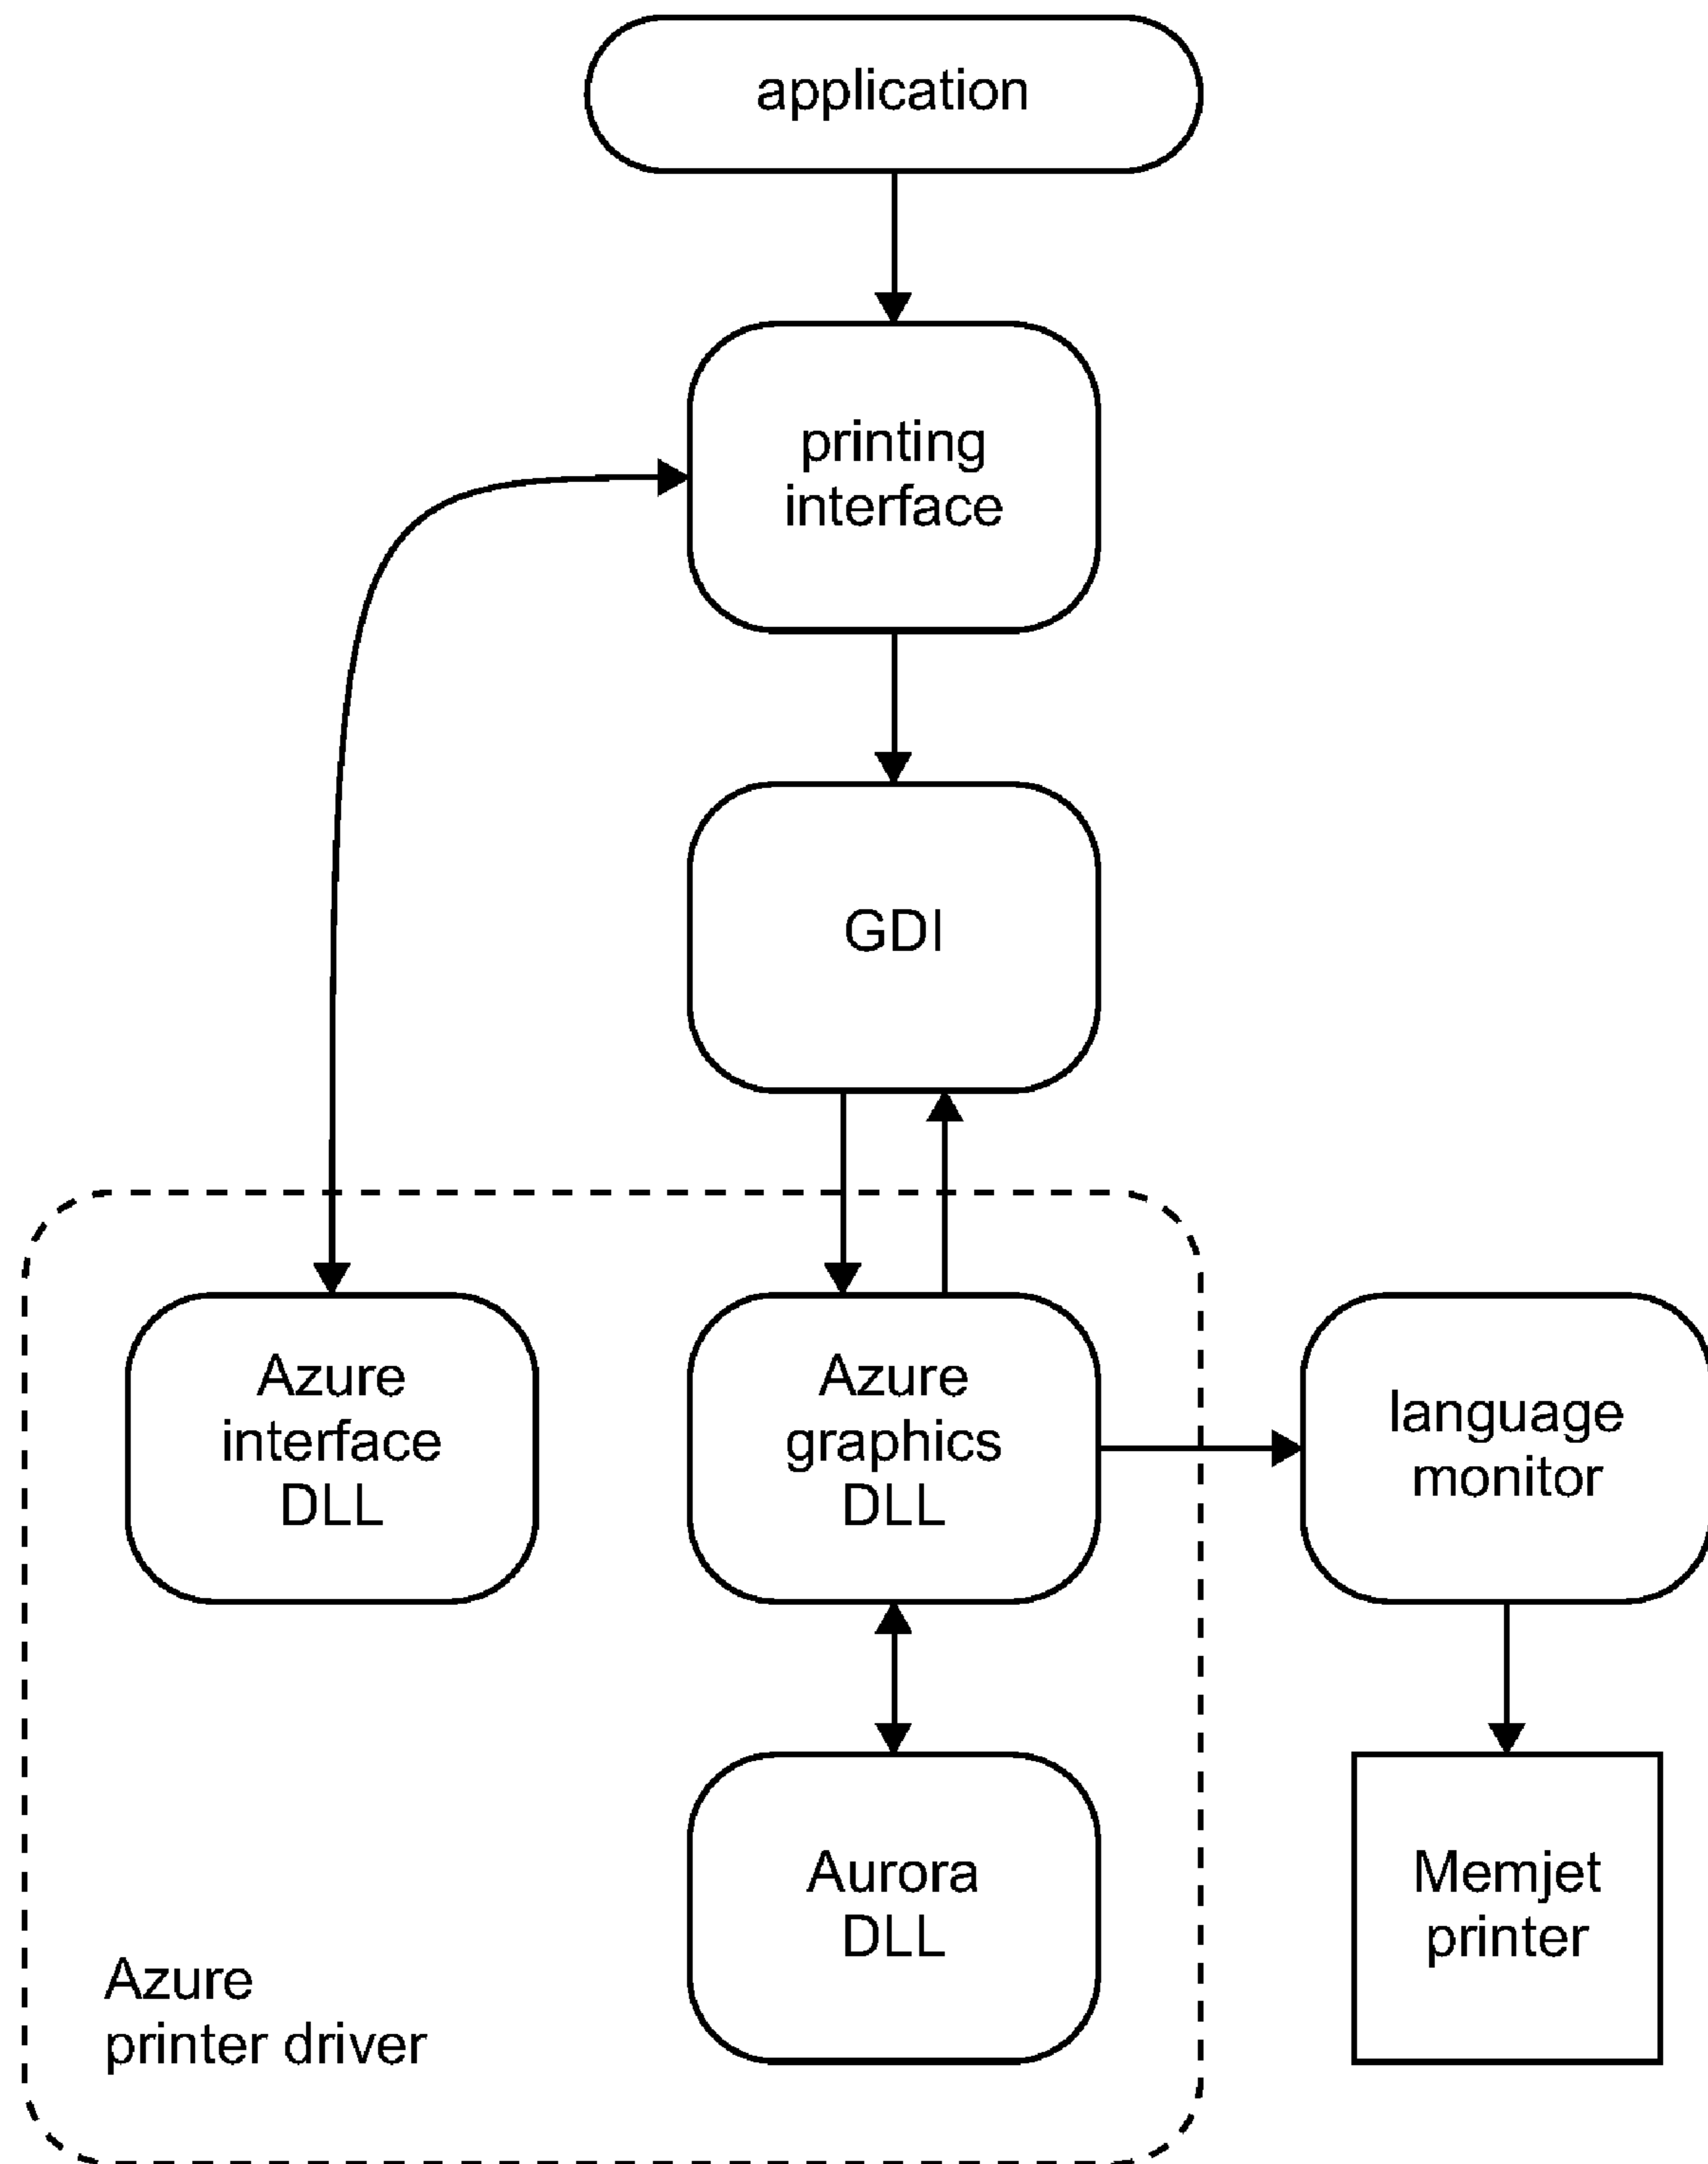 application
printing
interface
GDI
Azure
interface
DLL
Azure
graphics
DLL
language
monitor
Aurora
DLL
Memjet
printer
Azure
printer driver